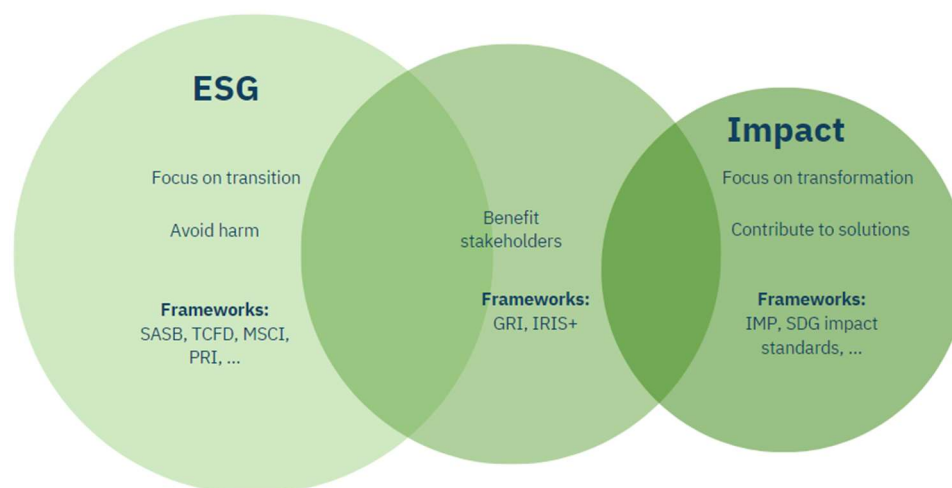 ESG
Focus on transition
Avoid harm
Frameworks:
SASB, TCFD, MSCI,
PRI, ...
Benefit
stakeholders
Frameworks:
GRI, IRIS+
Impact
Focus on transformation
Contribute to solutions
Frameworks:
IMP, SDG impact
standards, ...